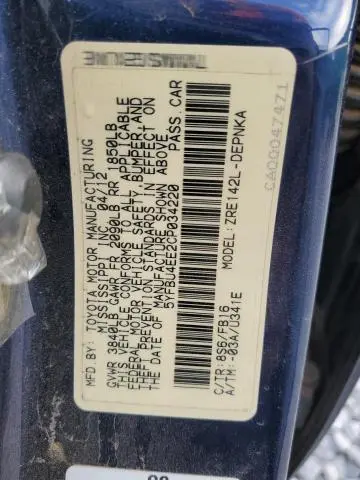 MFD. BY: TOYOTA MOTOR MANUFACTURING
MISSISSIPPI INC. 04/12
GVWR 3840LB GAWR FR 2090LB RR 1850LB
THIS VEHICLE CONFORMS TO ALL APPLICABLE
FEDERAL MOTOR VEHICLE SAFETY, BUMPER, AND
THEFT PREVENTION STANDARDS IN EFFECT ON
THE DATE OF MANUFACTURE SHOWN ABOVE.
5YFBU4EE2CP034220 PASS.CAR
MODEL: ZRE142L-DEPNKA
C/TR: 8S6/FB16
A/TM: -03A/U341E
CA00047471